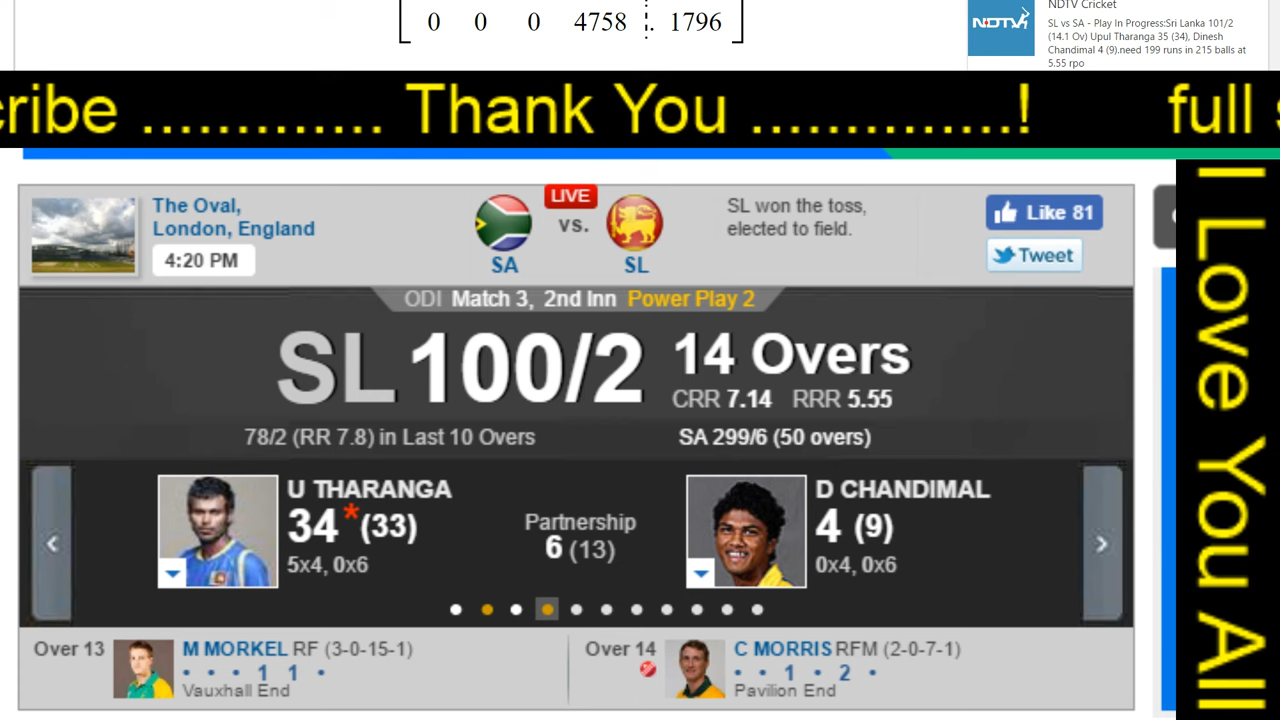 0 0 0 4758 ⋮. 1796
NDTV Cricket
NDTV
SL vs SA - Play In Progress:Sri Lanka 101/2
(14.1 Ov) Upul Tharanga 35 (34), Dinesh
Chandimal 4 (9).need 199 runs in 215 balls at
5.55 rpo
cribe ............. Thank You ..............! full
The Oval,
London, England
4:20 PM
LIVE
vs.
SA
SL
SL won the toss,
elected to field.
Like 81
Tweet
ODI Match 3, 2nd Inn Power Play 2
SL 100/2 14 Overs
CRR 7.14 RRR 5.55
78/2 (RR 7.8) in Last 10 Overs
SA 299/6 (50 overs)
U THARANGA
34*(33)
5x4, 0x6
Partnership
6 (13)
D CHANDIMAL
4 (9)
0x4, 0x6
Over 13
M MORKEL RF (3-0-15-1)
• • • 1 1 •
Vauxhall End
Over 14
C MORRIS RFM (2-0-7-1)
• • 1 • 2 •
Pavilion End
I Love You All